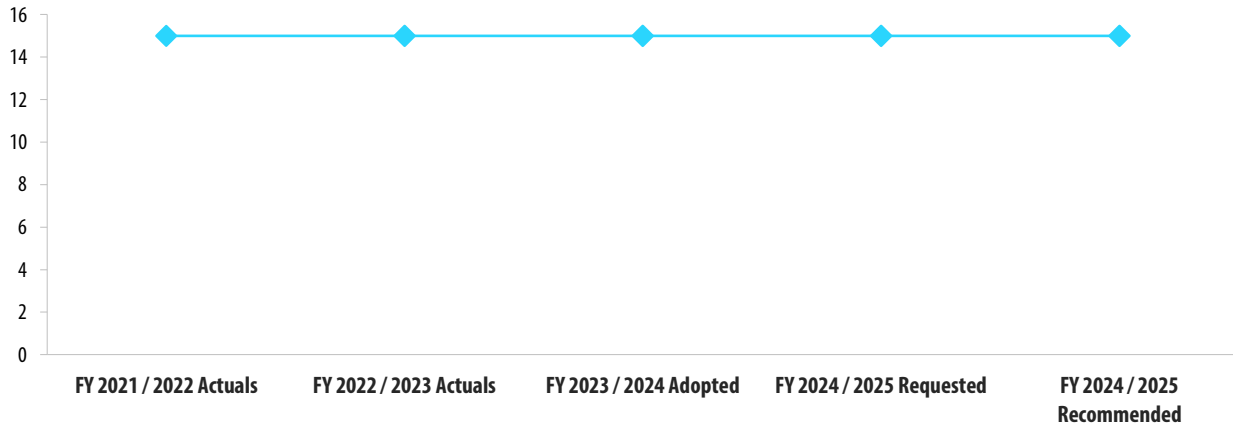 16
14
12
10
8
6
4
2
0
FY 2021 / 2022 Actuals
FY 2022 / 2023 Actuals
FY 2023 / 2024 Adopted
FY 2024 / 2025 Requested
FY 2024 / 2025
Recommended